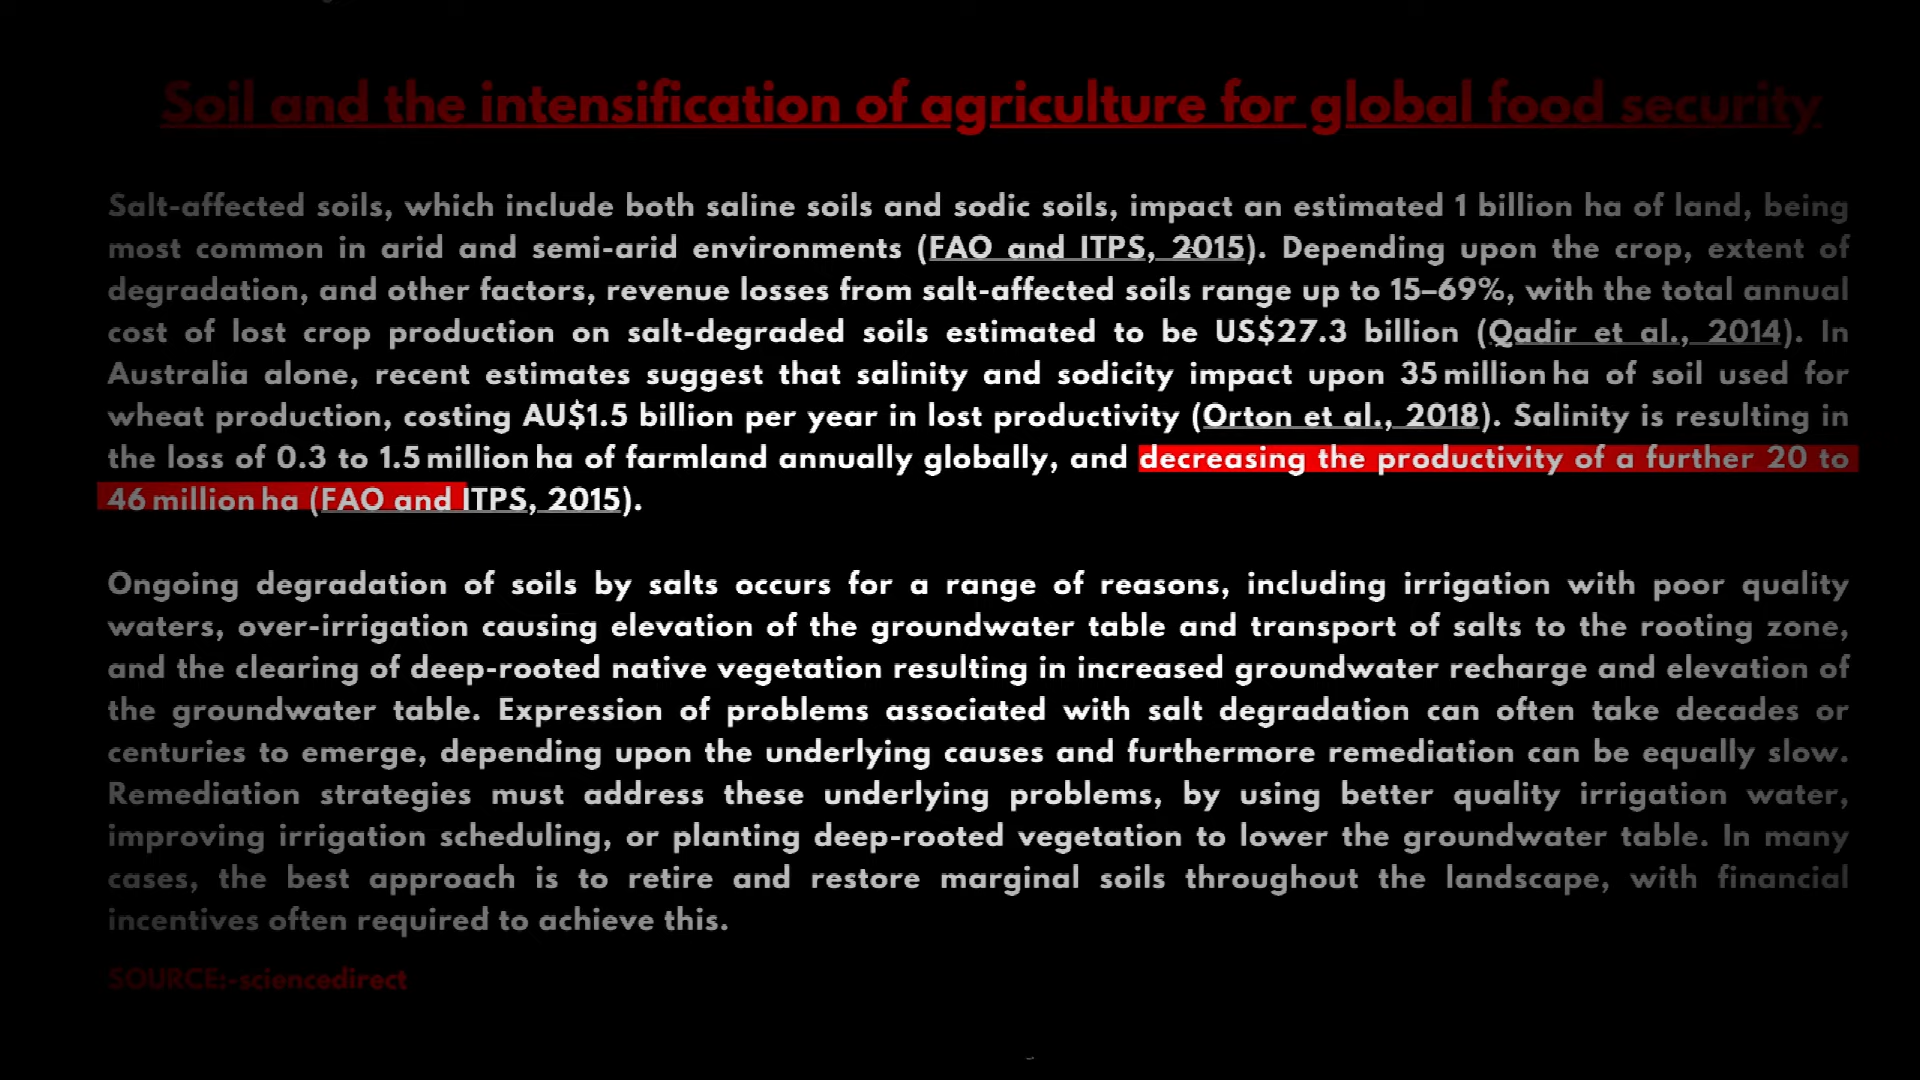 Soil and the intensification of agriculture for global food security
Salt-affected soils, which include both saline soils and sodic soils, impact an estimated 1 billion ha of land, being
most common in arid and semi-arid environments (FAO and ITPS, 2015). Depending upon the crop, extent of
degradation, and other factors, revenue losses from salt-affected soils range up to 15–69%, with the total annual
cost of lost crop production on salt-degraded soils estimated to be US$27.3 billion (Qadir et al., 2014). In
Australia alone, recent estimates suggest that salinity and sodicity impact upon 35 million ha of soil used for
wheat production, costing AU$1.5 billion per year in lost productivity (Orton et al., 2018). Salinity is resulting in
the loss of 0.3 to 1.5 million ha of farmland annually globally, and decreasing the productivity of a further 20 to
46 million ha (FAO and ITPS, 2015).
Ongoing degradation of soils by salts occurs for a range of reasons, including irrigation with poor quality
waters, over-irrigation causing elevation of the groundwater table and transport of salts to the rooting zone,
and the clearing of deep-rooted native vegetation resulting in increased groundwater recharge and elevation of
the groundwater table. Expression of problems associated with salt degradation can often take decades or
centuries to emerge, depending upon the underlying causes and furthermore remediation can be equally slow.
Remediation strategies must address these underlying problems, by using better quality irrigation water,
improving irrigation scheduling, or planting deep-rooted vegetation to lower the groundwater table. In many
cases, the best approach is to retire and restore marginal soils throughout the landscape, with financial
incentives often required to achieve this.
SOURCE:-sciencedirect